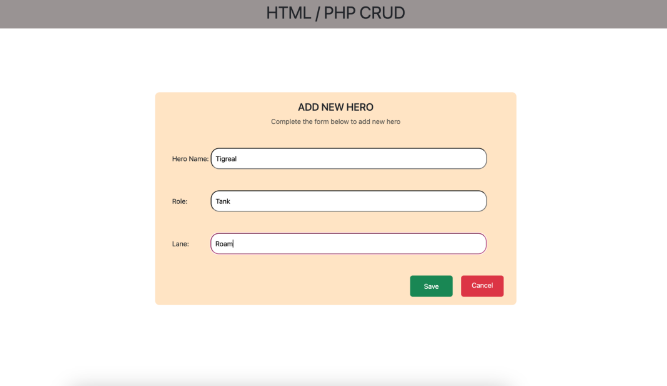 HTML / PHP CRUD
ADD NEW HERO
Complete the form below to add new hero
Hero Name: Tigreal
Role: Tank
Lane: Roam
Save Cancel